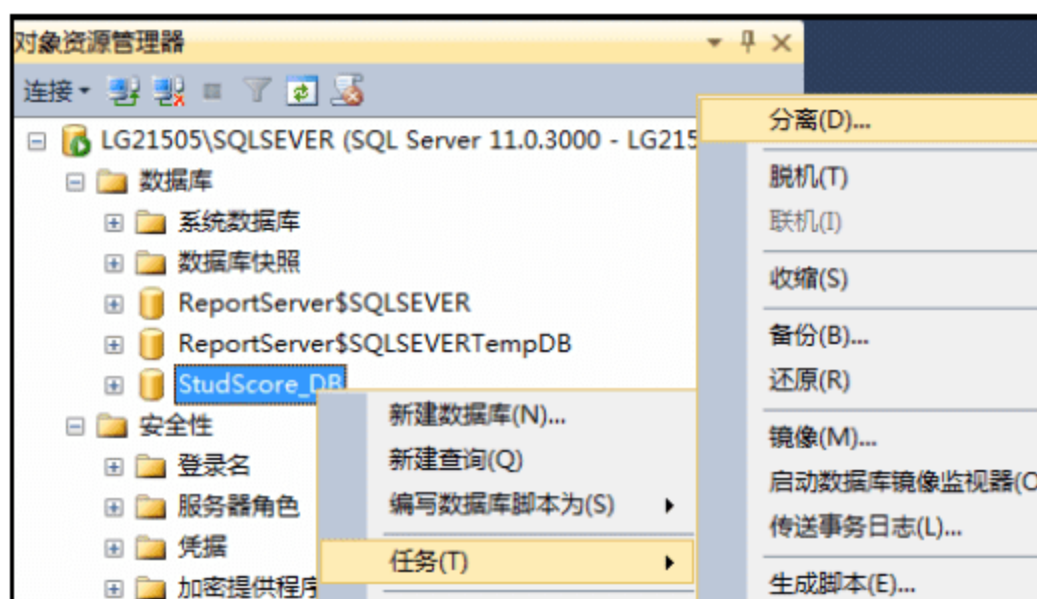 对象资源管理器
连接
LG21505\SQLSEVER (SQL Server 11.0.3000 - LG215
数据库
系统数据库
数据库快照
ReportServer$SQLSEVER
ReportServer$SQLSEVERTempDB
StudScore_DB
安全性
登录名
服务器角色
凭据
加密提供程序
新建数据库(N)...
新建查询(Q)
编写数据库脚本为(S)
任务(T)
分离(D)...
脱机(T)
联机(I)
收缩(S)
备份(B)...
还原(R)
镜像(M)...
启动数据库镜像监视器(O
传送事务日志(L)...
生成脚本(E)...